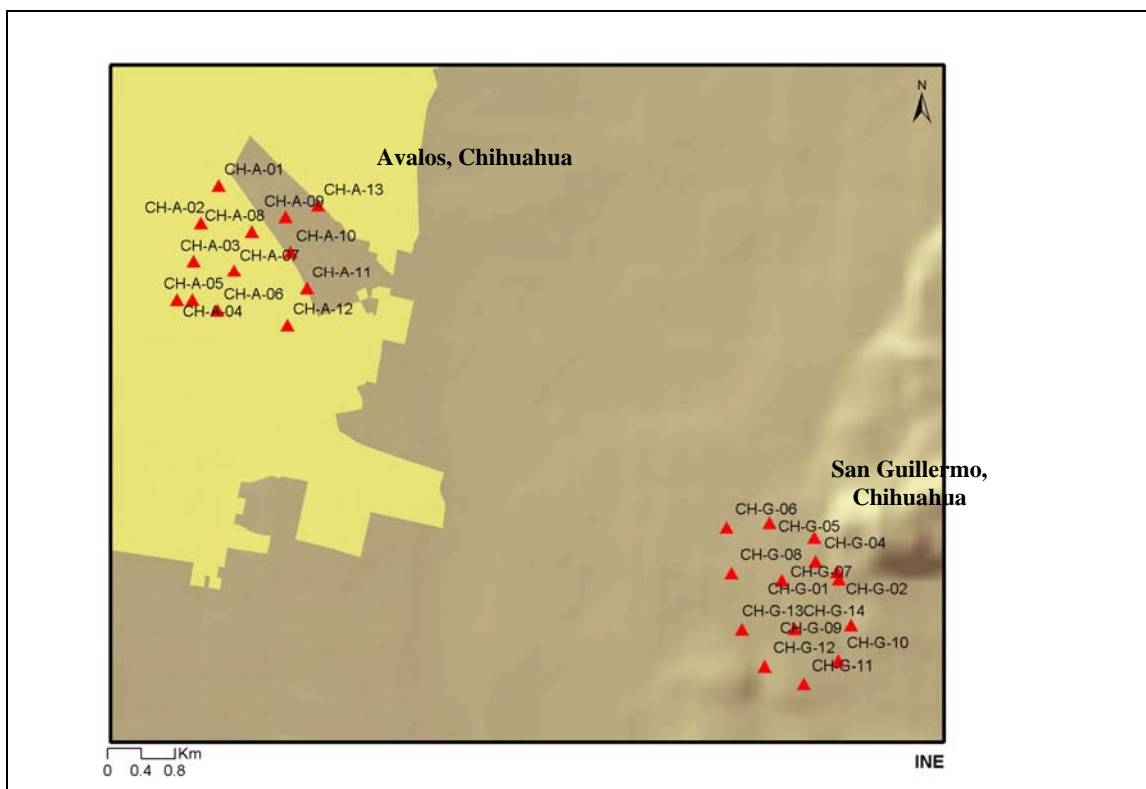 N
Avalos, Chihuahua
CH-A-01
CH-A-13
CH-A-02
CH-A-08
CH-A-09
CH-A-10
CH-A-03
CH-A-07
CH-A-11
CH-A-05
CH-A-06
CH-A-04
CH-A-12
San Guillermo,
Chihuahua
CH-G-06
CH-G-05
CH-G-04
CH-G-08
CH-G-07
CH-G-01
CH-G-02
CH-G-13
CH-G-14
CH-G-09
CH-G-10
CH-G-12
CH-G-11
Km
0 0.4 0.8
INE